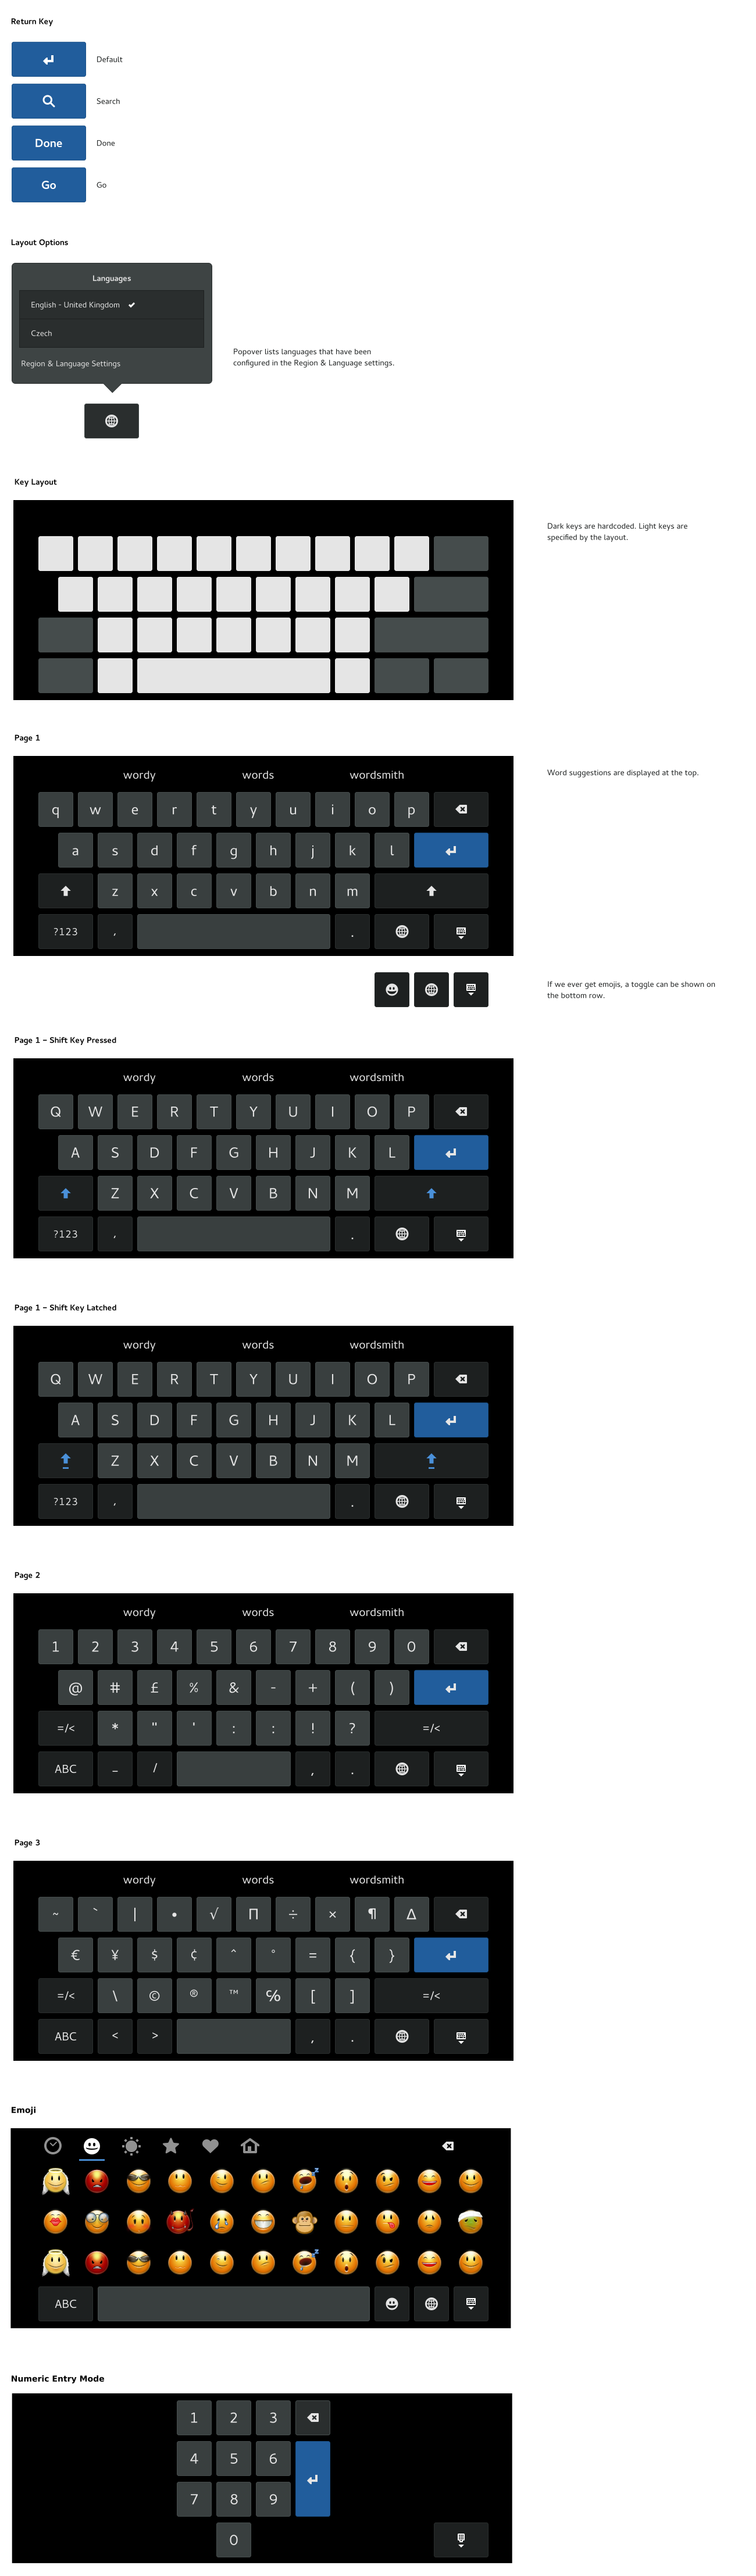 Return Key
Default
Search
Done Done
Go Go
Layout Options
Languages
English - United Kingdom ✔
Czech
Region & Language Settings
Popover lists languages that have been
configured in the Region & Language settings.
Key Layout
Dark keys are hardcoded. Light keys are
specified by the layout.
Page 1
wordy words wordsmith
Word suggestions are displayed at the top.
q w e r t y u i o p
a s d f g h j k l
z x c v b n m
?123 , .
If we ever get emojis, a toggle can be shown on
the bottom row.
Page 1 – Shift Key Pressed
wordy words wordsmith
Q W E R T Y U I O P
A S D F G H J K L
Z X C V B N M
?123 , .
Page 1 – Shift Key Latched
wordy words wordsmith
Q W E R T Y U I O P
A S D F G H J K L
Z X C V B N M
?123 , .
Page 2
wordy words wordsmith
1 2 3 4 5 6 7 8 9 0
@ # £ % & - + ( )
=/< * " ' : : ! ? =/<
ABC _ / , .
Page 3
wordy words wordsmith
~ ` | • √ Π ÷ × ¶ Δ
€ ¥ $ ¢ ^ ° = { }
=/< \ © ® ™ ℅ [ ] =/<
ABC < > , .
Emoji
ABC
Numeric Entry Mode
1 2 3
4 5 6
7 8 9
0